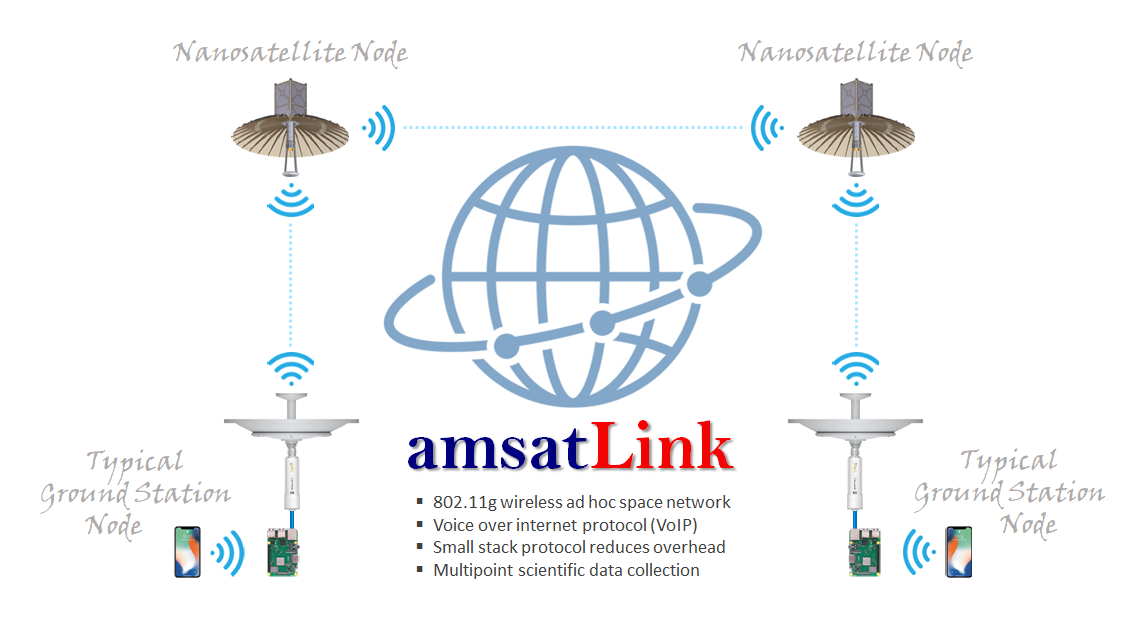 Nanosatellite Node
Nanosatellite Node
amsatLink
Typical
Ground Station
Node
Typical
Ground Station
Node
▪ 802.11g wireless ad hoc space network
▪ Voice over internet protocol (VoIP)
▪ Small stack protocol reduces overhead
▪ Multipoint scientific data collection